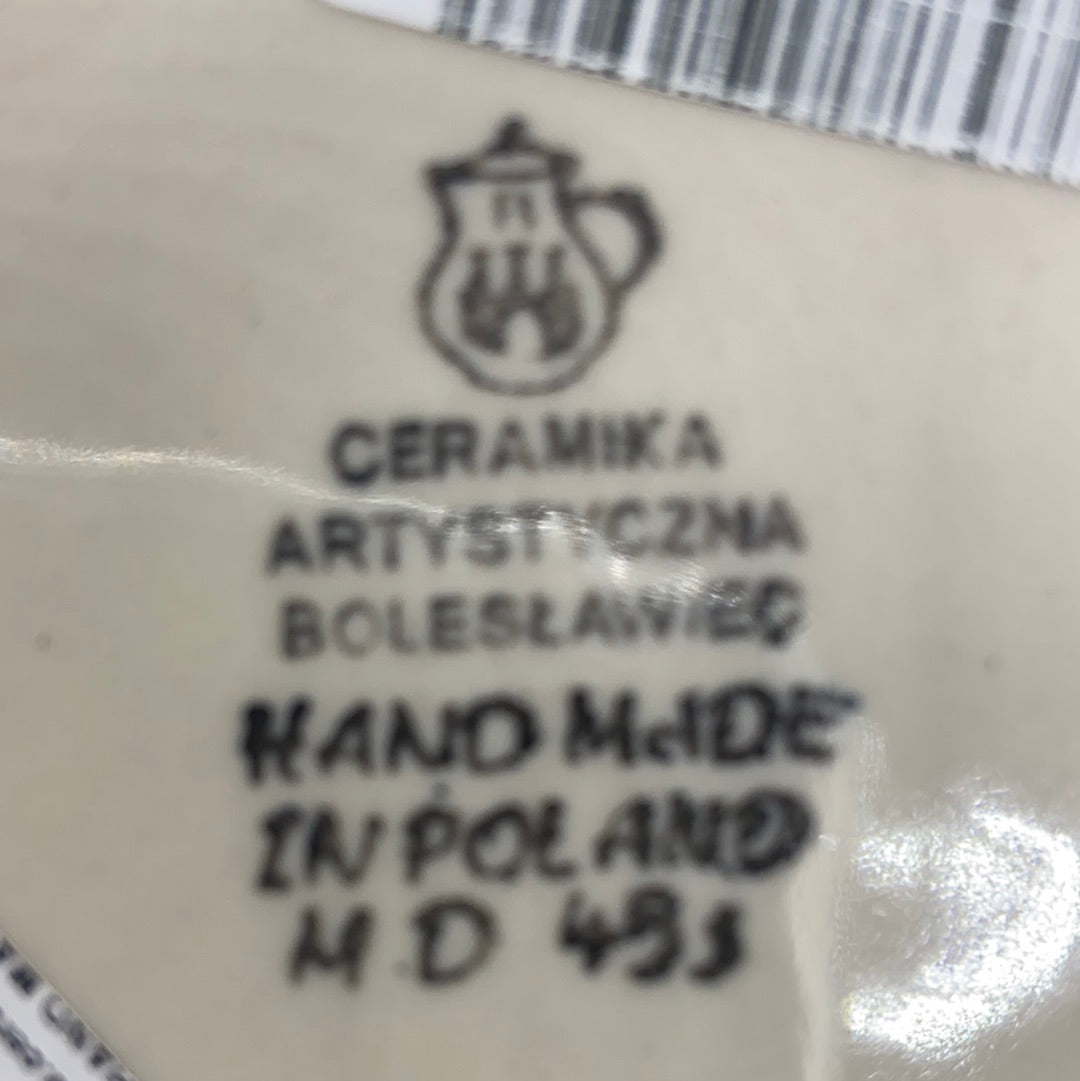 CERAMIKA
ARTYSTYCZNA
BOLESŁAWIEC
HAND MADE
IN POLAND
M.D